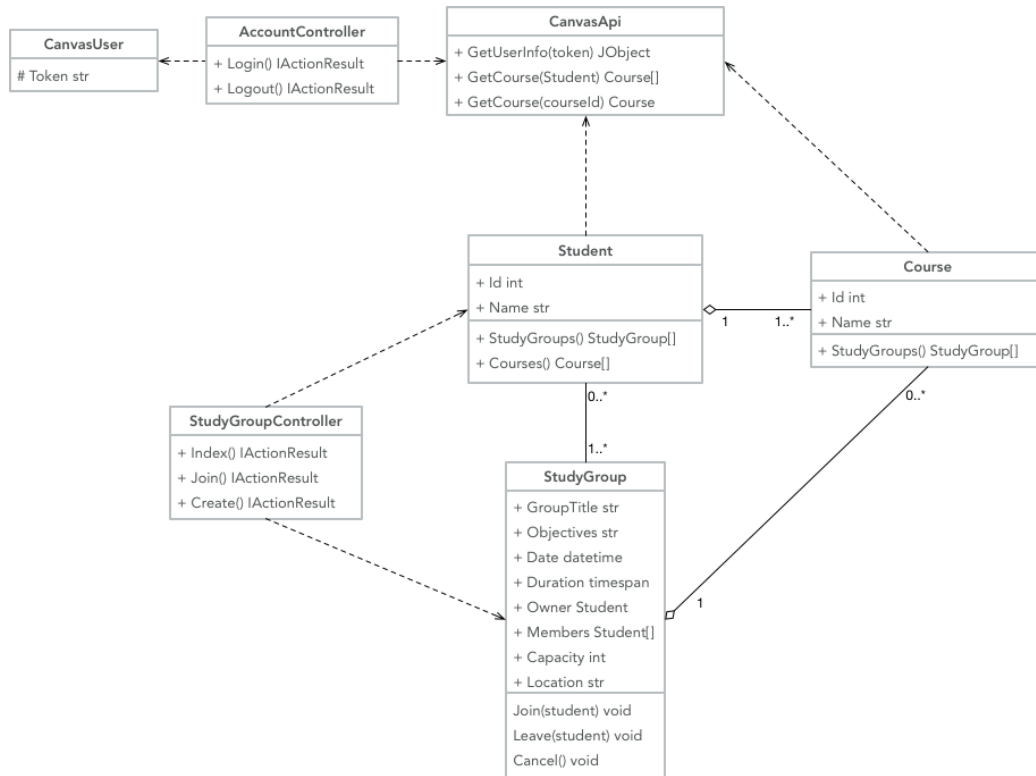 CanvasUser
# Token str
AccountController
+ Login() IActionResult
+ Logout() IActionResult
CanvasApi
+ GetUserInfo(token) JObject
+ GetCourse(Student) Course[]
+ GetCourse(courseId) Course
Student
+ Id int
+ Name str
+ StudyGroups() StudyGroup[]
+ Courses() Course[]
1
1..*
Course
+ Id int
+ Name str
+ StudyGroups() StudyGroup[]
0..*
0..*
1..*
StudyGroupController
+ Index() IActionResult
+ Join() IActionResult
+ Create() IActionResult
StudyGroup
+ GroupTitle str
+ Objectives str
+ Date datetime
+ Duration timespan
+ Owner Student
+ Members Student[]
+ Capacity int
+ Location str
Join(student) void
Leave(student) void
Cancel() void
1